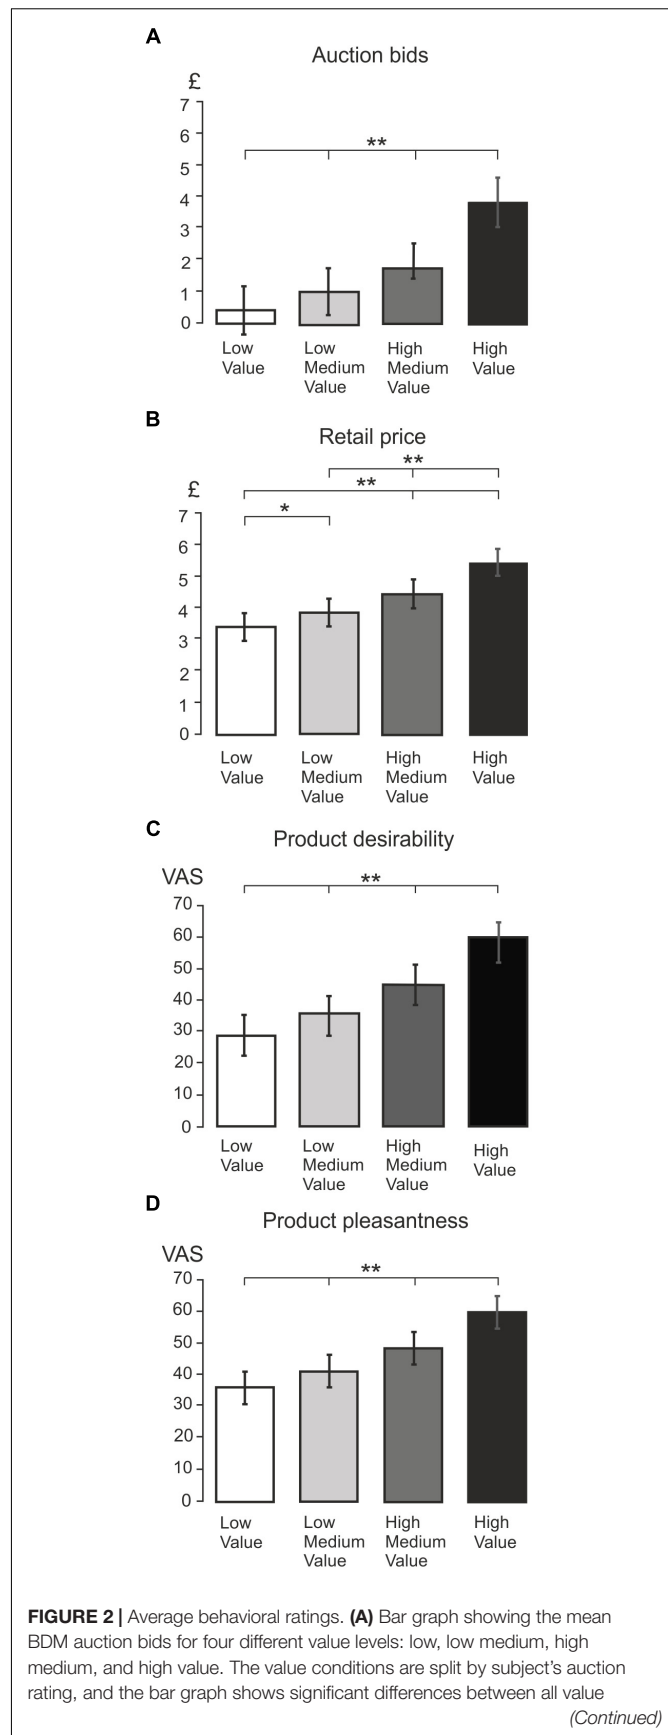 A
Auction bids
£
7
6
5
4
3
2
1
0
**
Low Value
Low Medium Value
High Medium Value
High Value
B
Retail price
£
7
6
5
4
3
2
1
0
**
**
*
Low Value
Low Medium Value
High Medium Value
High Value
C
Product desirability
VAS
70
60
50
40
30
20
10
0
**
Low Value
Low Medium Value
High Medium Value
High Value
D
Product pleasantness
VAS
70
60
50
40
30
20
10
0
**
Low Value
Low Medium Value
High Medium Value
High Value
FIGURE 2 | Average behavioral ratings. (A) Bar graph showing the mean
BDM auction bids for four different value levels: low, low medium, high
medium, and high value. The value conditions are split by subject's auction
rating, and the bar graph shows significant differences between all value
(Continued)